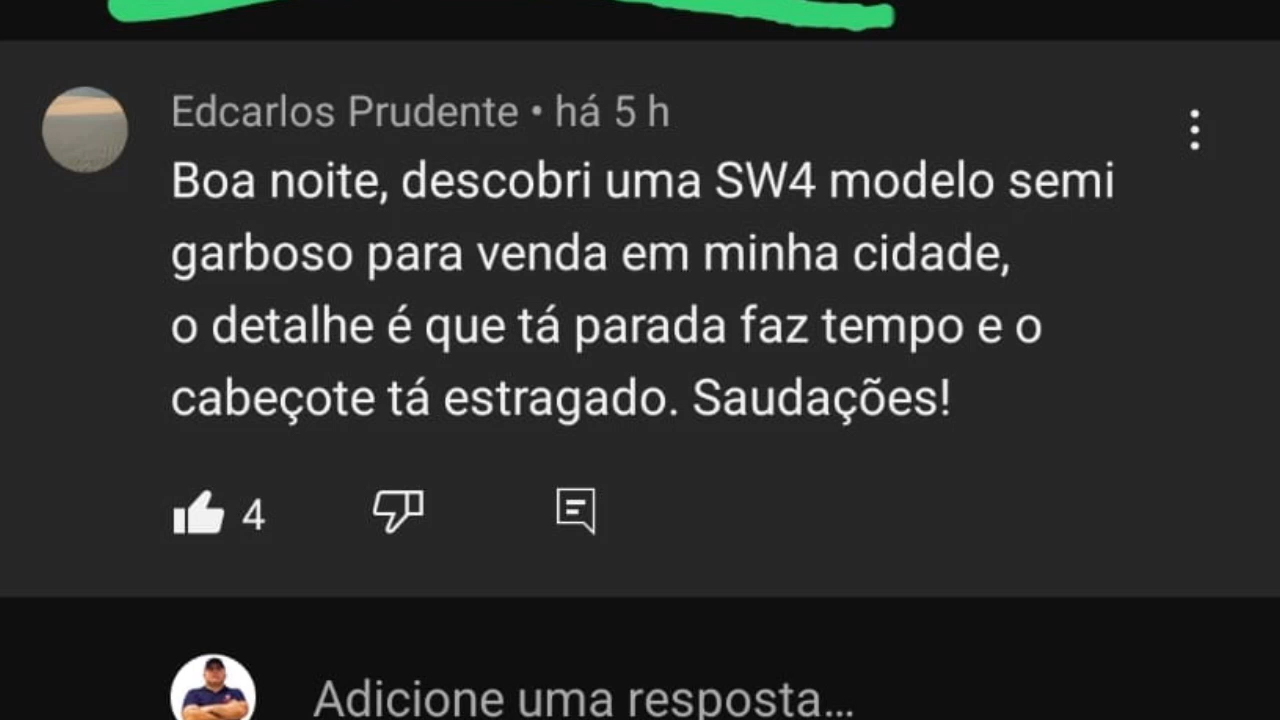 Edcarlos Prudente • há 5 h
Boa noite, descobri uma SW4 modelo semi
garboso para venda em minha cidade,
o detalhe é que tá parada faz tempo e o
cabeçote tá estragado. Saudações!
4
Adicione uma resposta...